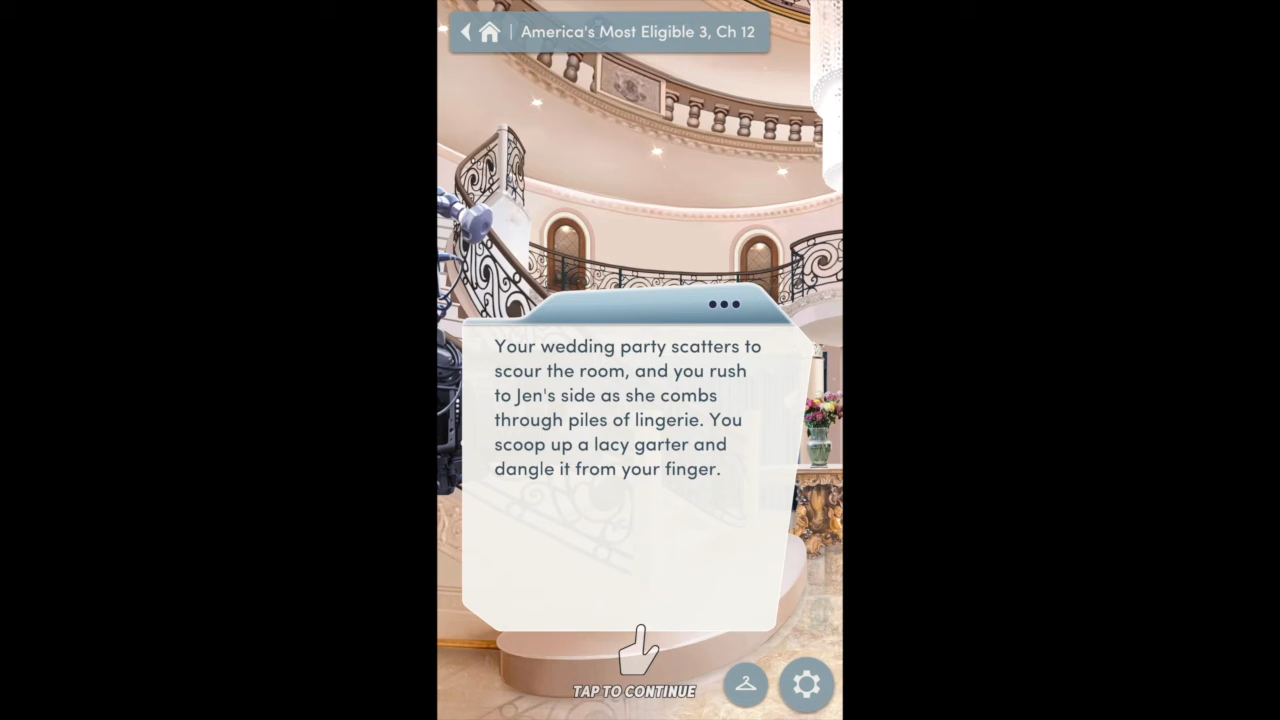 America's Most Eligible 3, Ch 12
Your wedding party scatters to
scour the room, and you rush
to Jen's side as she combs
through piles of lingerie. You
scoop up a lacy garter and
dangle it from your finger.
TAP TO CONTINUE